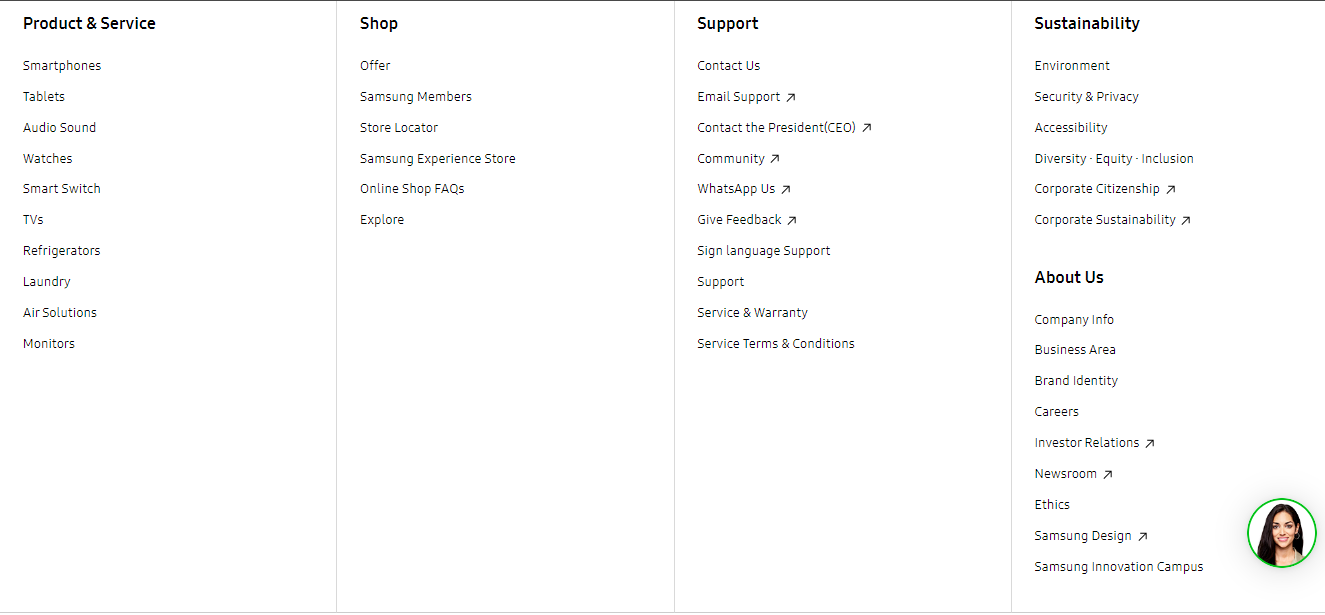 Product & Service
Smartphones
Tablets
Audio Sound
Watches
Smart Switch
TVs
Refrigerators
Laundry
Air Solutions
Monitors
Shop
Offer
Samsung Members
Store Locator
Samsung Experience Store
Online Shop FAQs
Explore
Support
Contact Us
Email Support
Contact the President(CEO)
Community
WhatsApp Us
Give Feedback
Sign language Support
Support
Service & Warranty
Service Terms & Conditions
Sustainability
Environment
Security & Privacy
Accessibility
Diversity · Equity · Inclusion
Corporate Citizenship
Corporate Sustainability
About Us
Company Info
Business Area
Brand Identity
Careers
Investor Relations
Newsroom
Ethics
Samsung Design
Samsung Innovation Campus